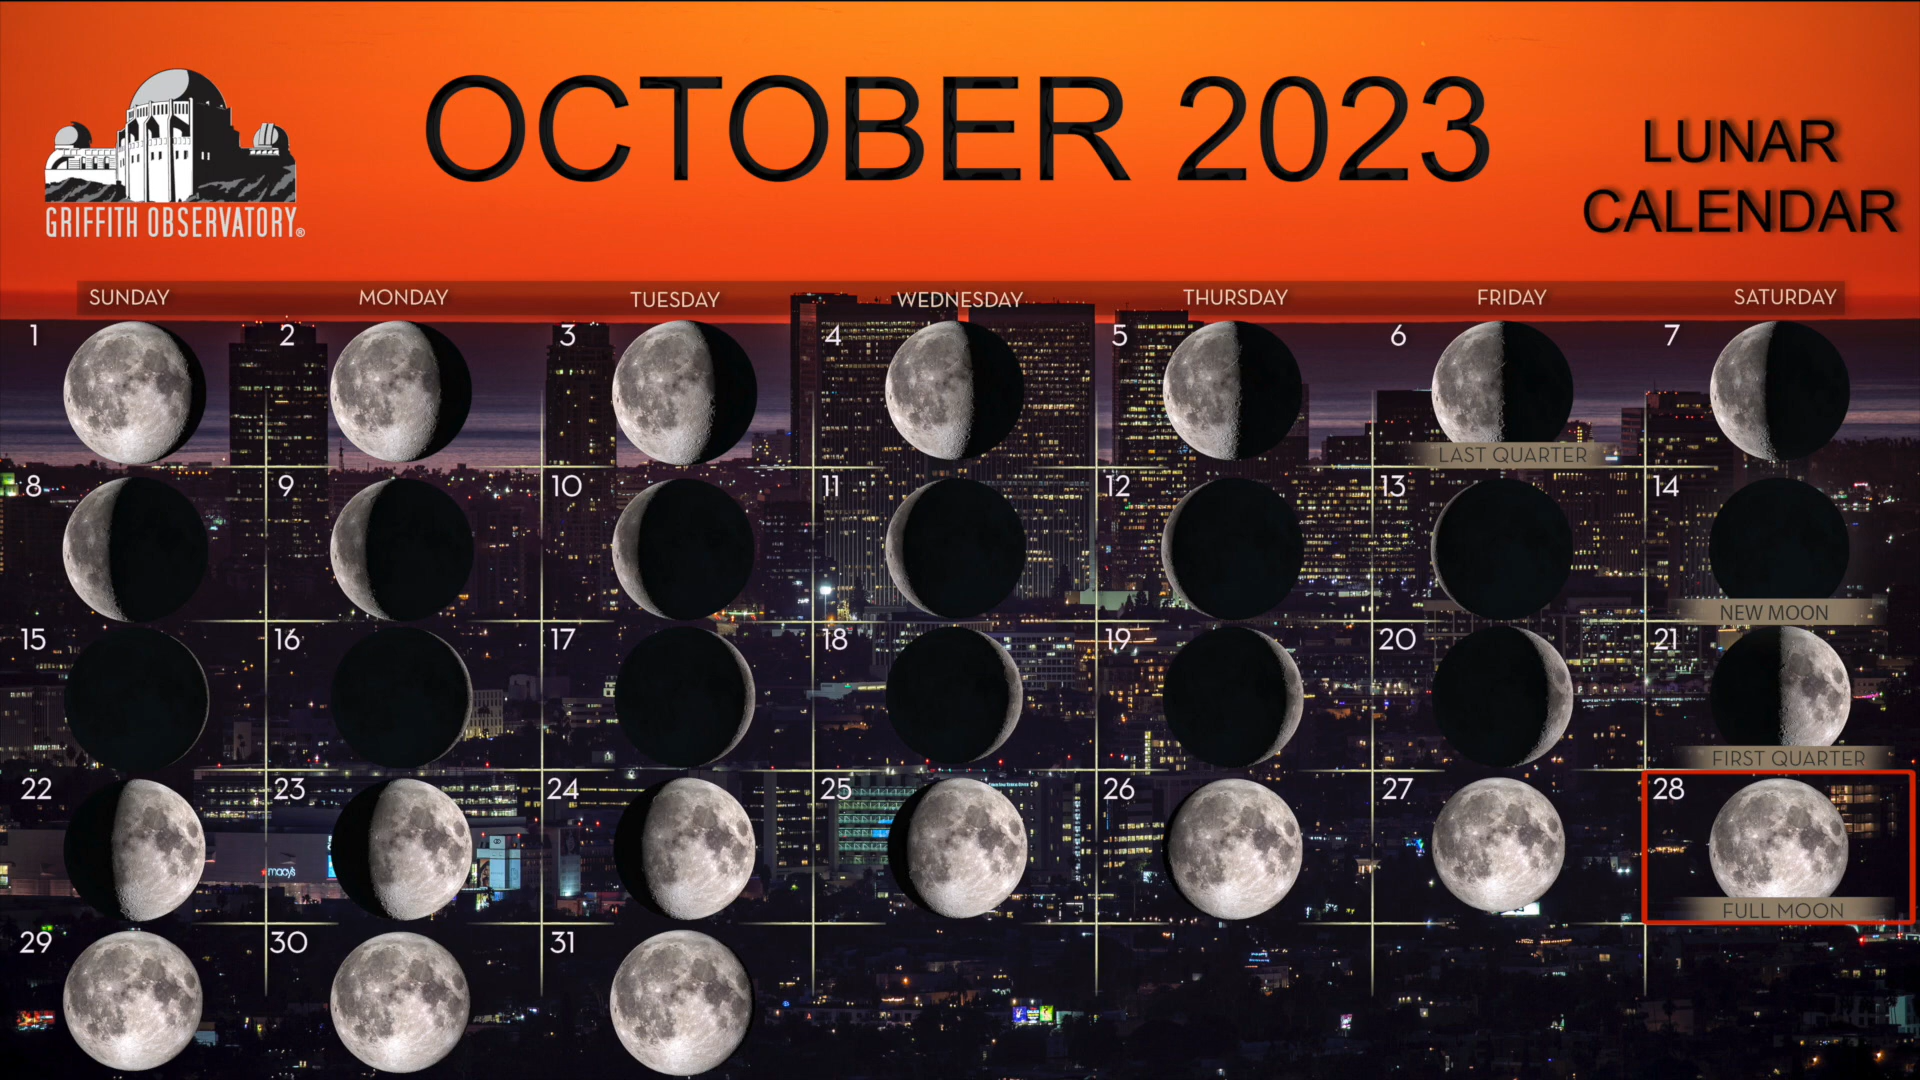 OCTOBER 2023
LUNAR
CALENDAR
GRIFFITH OBSERVATORY®
SUNDAY MONDAY TUESDAY WEDNESDAY THURSDAY FRIDAY SATURDAY
1 2 3 4 5 6 7
LAST QUARTER
8 9 10 11 12 13 14
NEW MOON
15 16 17 18 19 20 21
FIRST QUARTER
22 23 24 25 26 27 28
macys
FULL MOON
29 30 31